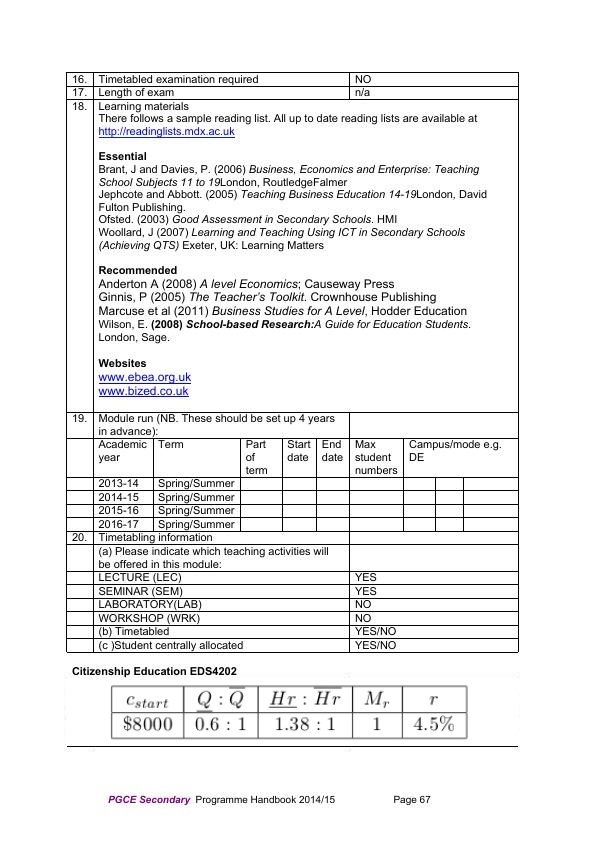 16. Timetabled examination required NO
17. Length of exam n/a
18. Learning materials
There follows a sample reading list. All up to date reading lists are available at
http://readinglists.mdx.ac.uk
Essential
Brant, J and Davies, P. (2006) Business, Economics and Enterprise: Teaching
School Subjects 11 to 19London, RoutledgeFalmer
Jephcote and Abbott. (2005) Teaching Business Education 14-19London, David
Fulton Publishing.
Ofsted. (2003) Good Assessment in Secondary Schools. HMI
Woollard, J (2007) Learning and Teaching Using ICT in Secondary Schools
(Achieving QTS) Exeter, UK: Learning Matters
Recommended
Anderton A (2008) A level Economics; Causeway Press
Ginnis, P (2005) The Teacher's Toolkit. Crownhouse Publishing
Marcuse et al (2011) Business Studies for A Level, Hodder Education
Wilson, E. (2008) School-based Research:A Guide for Education Students.
London, Sage.
Websites
www.ebea.org.uk
www.bized.co.uk
19. Module run (NB. These should be set up 4 years
in advance):
Academic Term Part Start End Max Campus/mode e.g.
year of date date student DE
term numbers
2013-14 Spring/Summer
2014-15 Spring/Summer
2015-16 Spring/Summer
2016-17 Spring/Summer
20. Timetabling information
(a) Please indicate which teaching activities will
be offered in this module:
LECTURE (LEC) YES
SEMINAR (SEM) YES
LABORATORY(LAB) NO
WORKSHOP (WRK) NO
(b) Timetabled YES/NO
(c )Student centrally allocated YES/NO
Citizenship Education EDS4202
c_start Q̲ : Q̅ H̲r̲ : H̅r̅ M_r r
$8000 0.6 : 1 1.38 : 1 1 4.5%
PGCE Secondary Programme Handbook 2014/15 Page 67